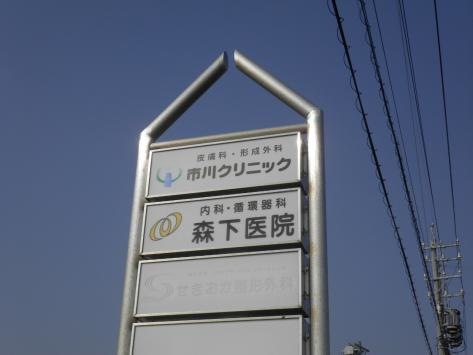 皮膚科・形成外科
市川クリニック
内科・循環器科
森下医院
せきおか整形外科